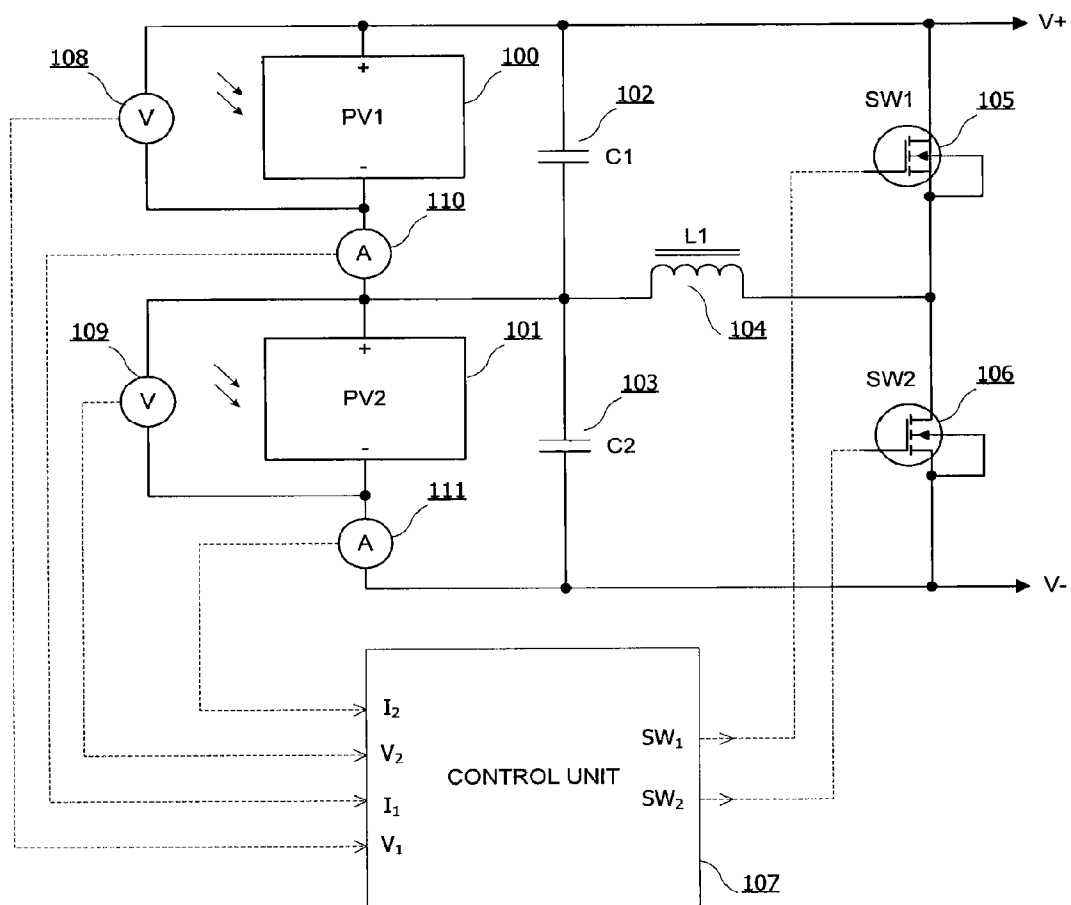 V+
108
100
102
SW1
105
V
PV1
+
-
C1
110
A
L1
104
109
101
103
SW2
106
V
PV2
+
-
C2
111
A
V-
I₂
V₂
I₁
V₁
CONTROL UNIT
SW₁
SW₂
107